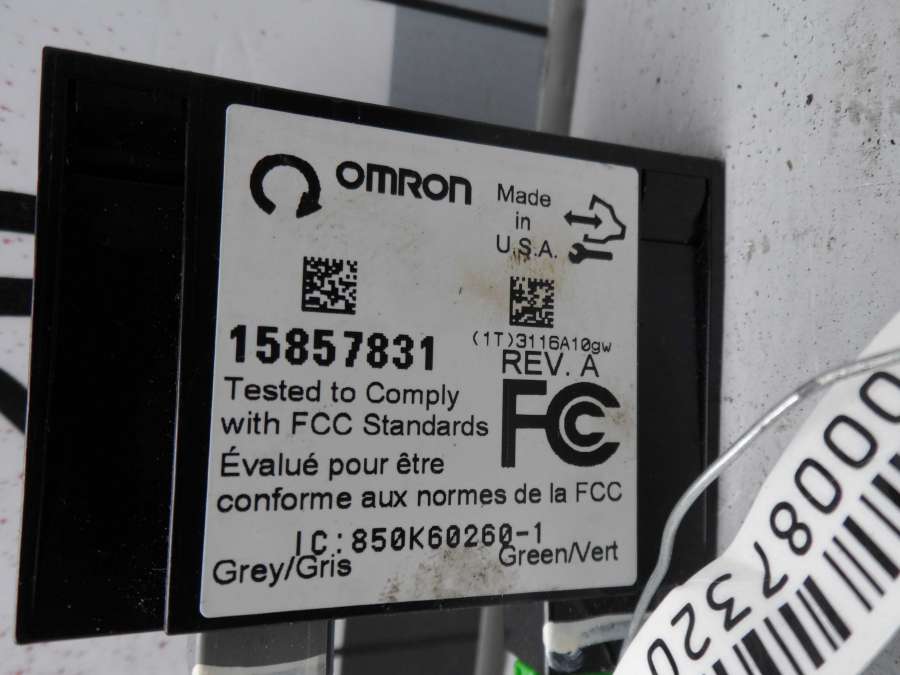 OMRON
Made
in
U.S.A.
15857831
(1T)3116A10gw
REV. A
Tested to Comply
with FCC Standards
FC
Évalué pour être
conforme aux normes de la FCC
IC:850K60260-1
Grey/Gris
Green/Vert